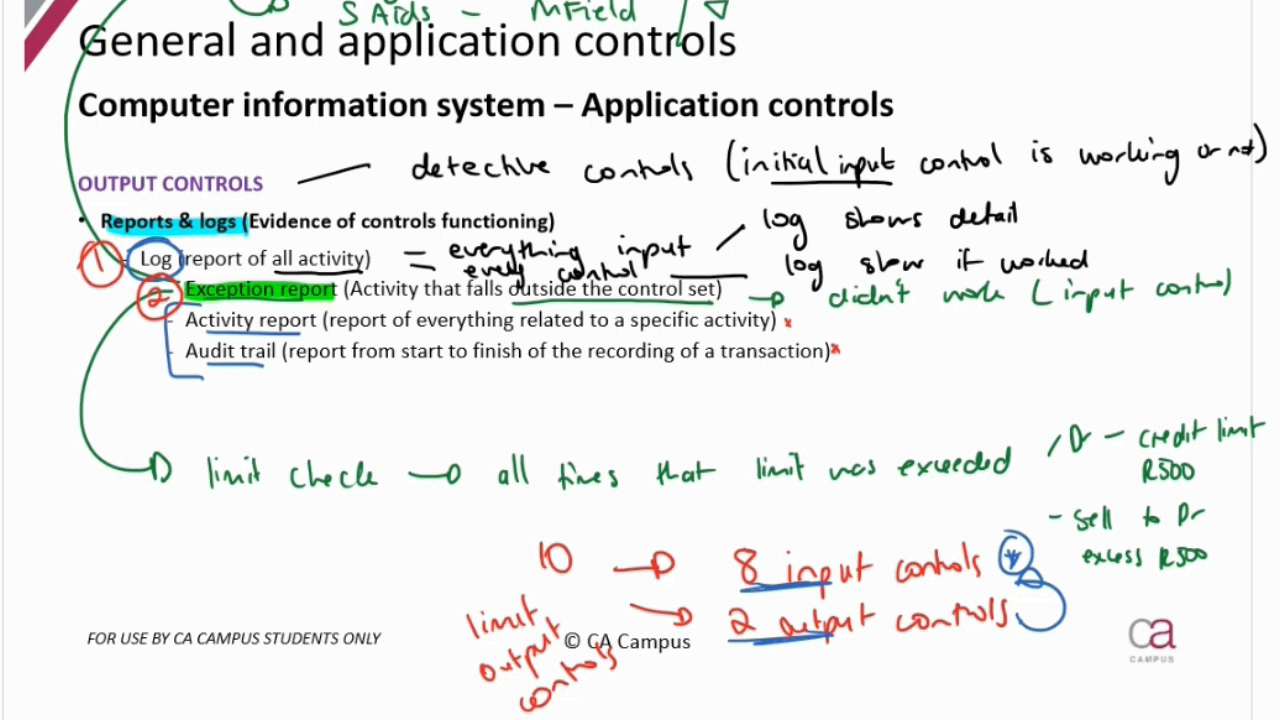 S Aids - MField
General and application controls
Computer information system – Application controls
detective controls (initial input control is working or not)
OUTPUT CONTROLS
• Reports & logs (Evidence of controls functioning)
log shows detail
1 - Log (report of all activity) = everything input
every control
log show if worked
2 - Exception report (Activity that falls outside the control set)
didn't work (input control)
- Activity report (report of everything related to a specific activity) x
- Audit trail (report from start to finish of the recording of a transaction) x
limit check → all times that limit was exceeded
/ Dr - credit limit
R500
- Sell to Dr
excess R500
10 → 8 input controls *
→ 2 output controls
limit
output
controls
FOR USE BY CA CAMPUS STUDENTS ONLY
© CA Campus
ca
CAMPUS